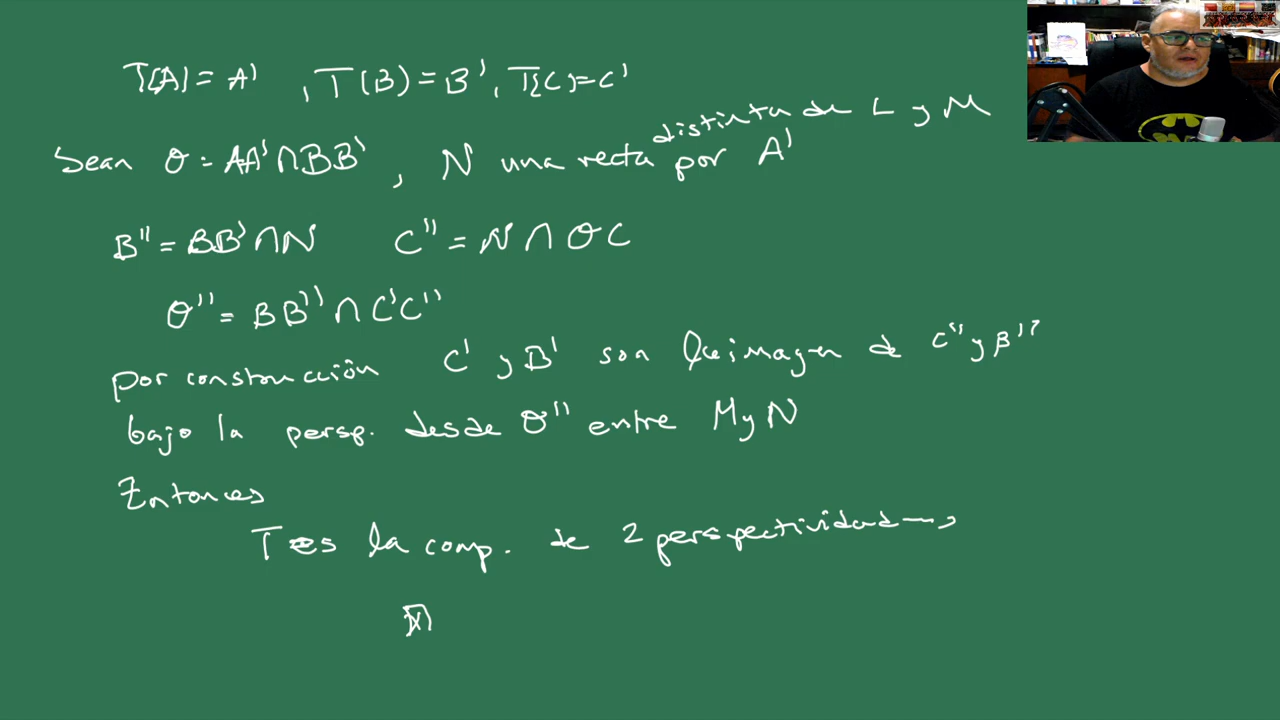 T(A) = A' , T(B) = B' , T(C) = C'
distinta de L y M
Sean O = AA' ∩ BB' , N una recta por A'
B'' = BB' ∩ N C'' = N ∩ OC
O'' = BB'' ∩ C'C''
por construcción C' y B' son la imagen de C'' y B''
bajo la persp. desde O'' entre M y N
Entonces
T es la comp. de 2 perspectividades